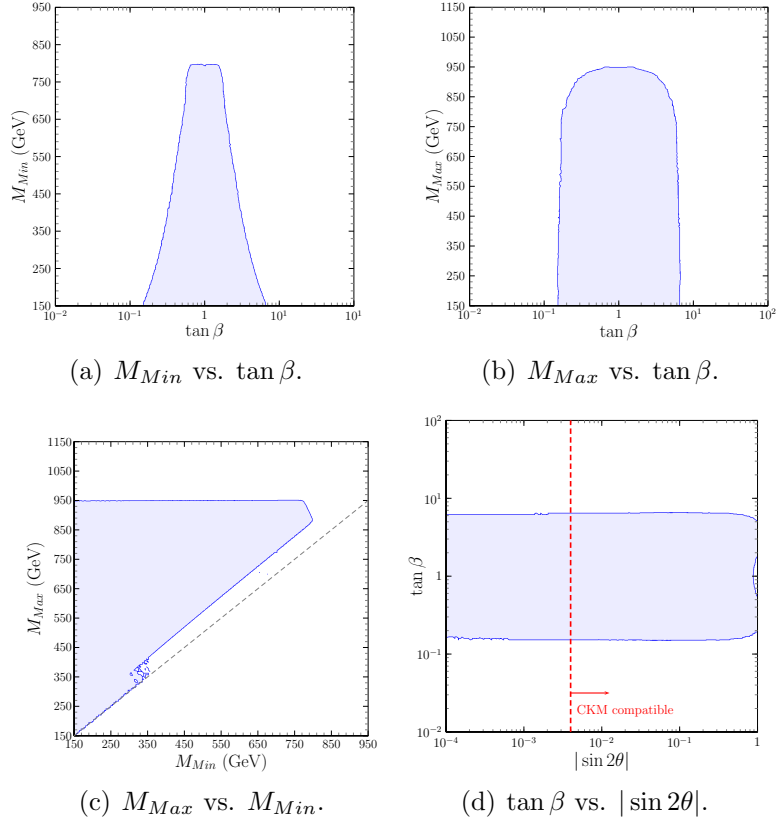 950
850
750
650
550
450
350
250
150
M_{Min} (GeV)
10^{-2} 10^{-1} 1 10^1 10^1
tan β
(a) M_{Min} vs. tan β.
1150
1050
950
850
750
650
550
450
350
250
150
M_{Max} (GeV)
10^{-2} 10^{-1} 1 10^1 10^2
tan β
(b) M_{Max} vs. tan β.
1150
1050
950
850
750
650
550
450
350
250
150
M_{Max} (GeV)
150 250 350 450 550 650 750 850 950
M_{Min} (GeV)
(c) M_{Max} vs. M_{Min}.
10^2
10^1
1
10^{-1}
10^{-2}
tan β
CKM compatible
10^{-4} 10^{-3} 10^{-2} 10^{-1} 1
| sin 2θ|
(d) tan β vs. | sin 2θ|.